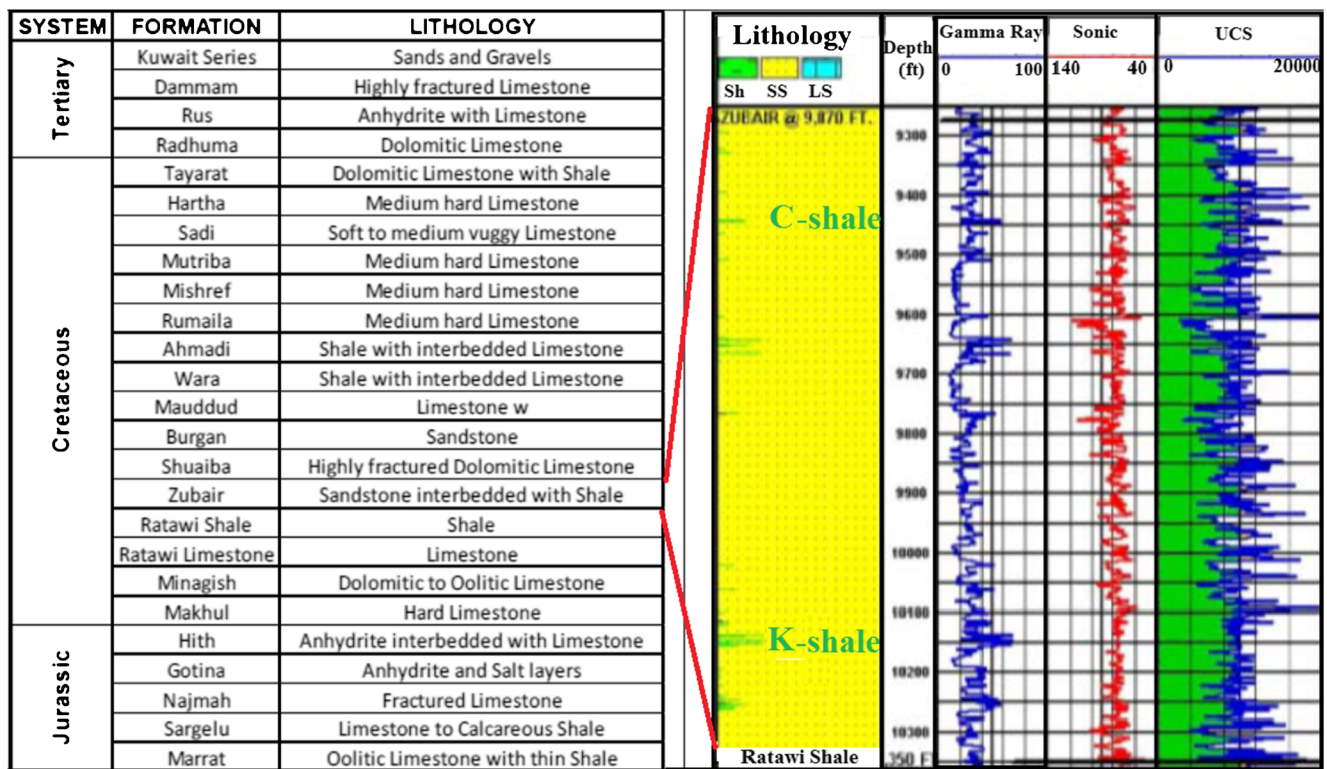 SYSTEM FORMATION LITHOLOGY
Tertiary
Kuwait Series Sands and Gravels
Dammam Highly fractured Limestone
Rus Anhydrite with Limestone
Radhuma Dolomitic Limestone
Cretaceous
Tayarat Dolomitic Limestone with Shale
Hartha Medium hard Limestone
Sadi Soft to medium vuggy Limestone
Mutriba Medium hard Limestone
Mishref Medium hard Limestone
Rumaila Medium hard Limestone
Ahmadi Shale with interbedded Limestone
Wara Shale with interbedded Limestone
Mauddud Limestone w
Burgan Sandstone
Shuaiba Highly fractured Dolomitic Limestone
Zubair Sandstone interbedded with Shale
Ratawi Shale Shale
Ratawi Limestone Limestone
Minagish Dolomitic to Oolitic Limestone
Makhul Hard Limestone
Jurassic
Hith Anhydrite interbedded with Limestone
Gotina Anhydrite and Salt layers
Najmah Fractured Limestone
Sargelu Limestone to Calcareous Shale
Marrat Oolitic Limestone with thin Shale
Lithology
Sh SS LS
Depth
(ft)
Gamma Ray
0 100
Sonic
140 40
UCS
0 20000
ZUBAIR @ 9,070 FT.
C-shale
K-shale
Ratawi Shale
9300
9400
9500
9600
9700
9800
9900
10000
10100
10200
10300